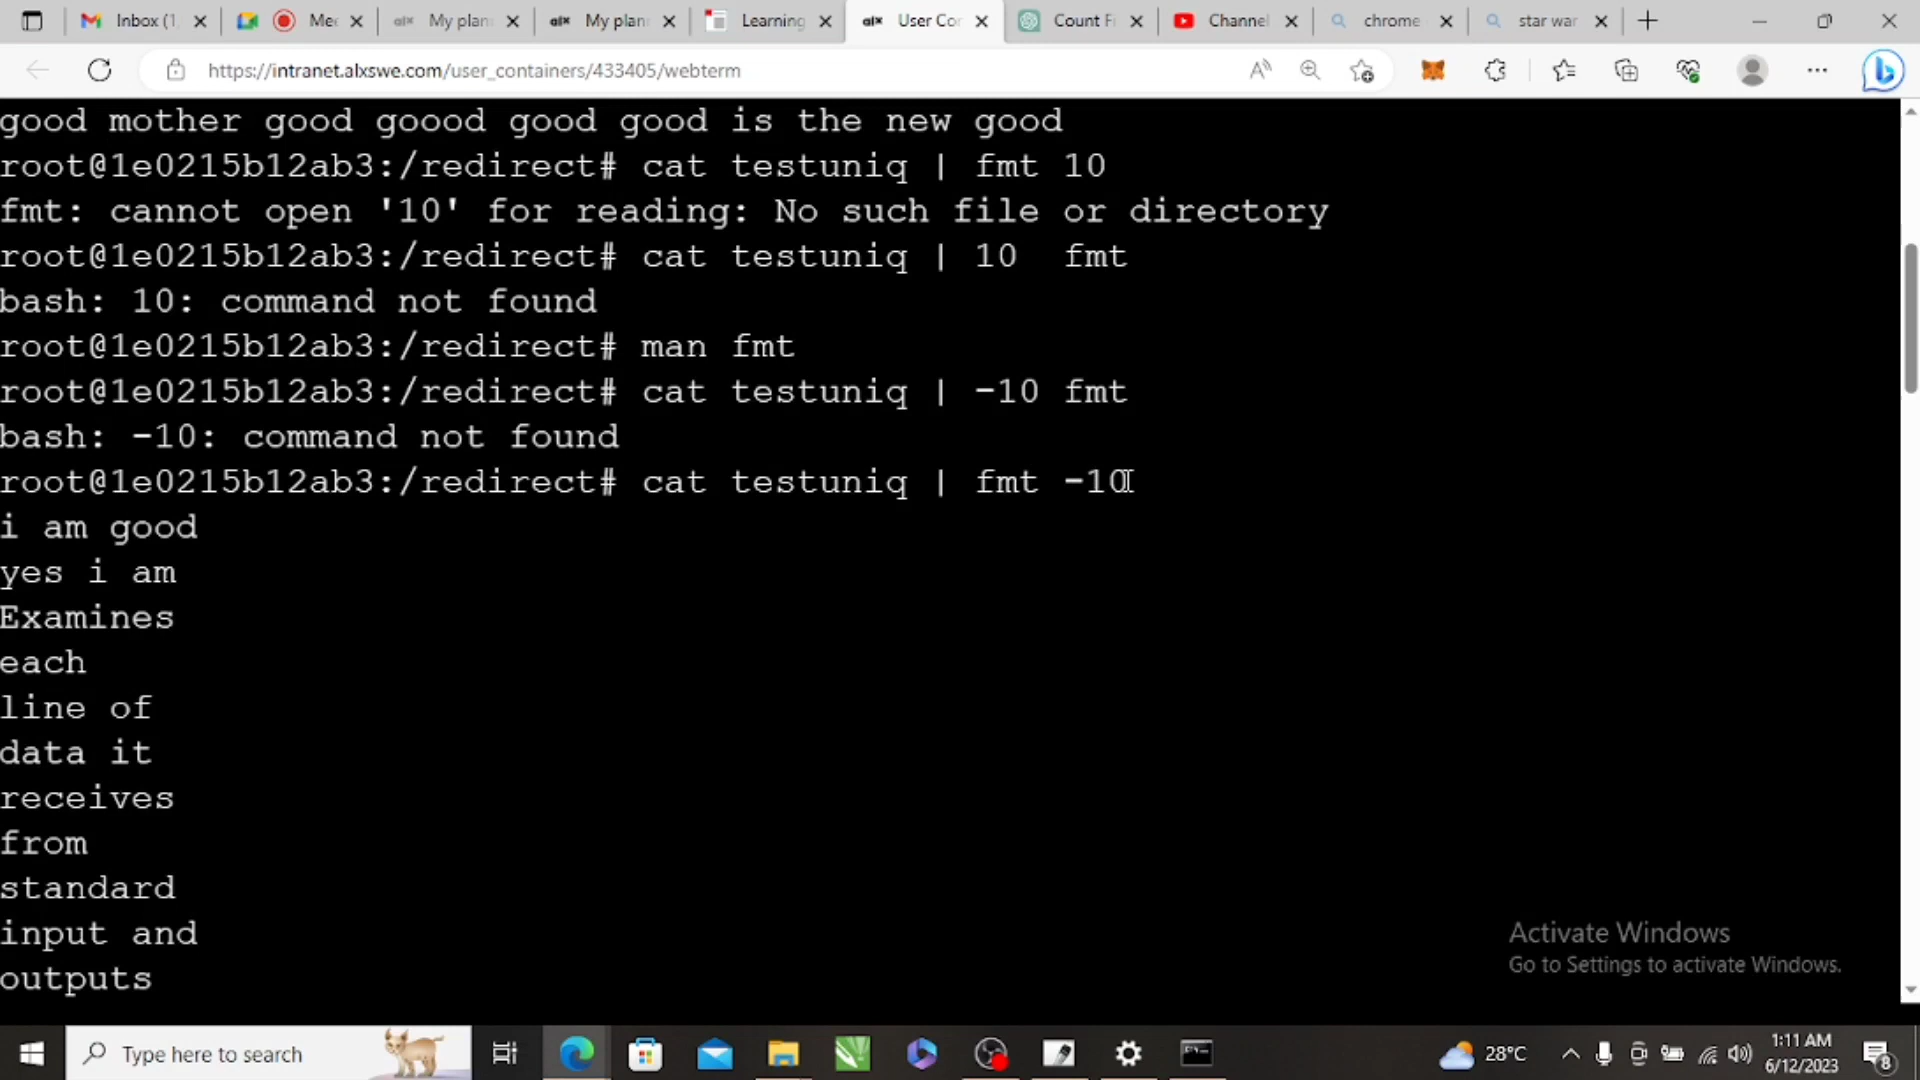 Inbox (1
Mee
My plan
My plan
Learning
User Cor
Count Fi
Channel
chrome
star war
https://intranet.alxswe.com/user_containers/433405/webterm
good mother good goood good good is the new good
root@1e0215b12ab3:/redirect# cat testuniq | fmt 10
fmt: cannot open '10' for reading: No such file or directory
root@1e0215b12ab3:/redirect# cat testuniq | 10  fmt
bash: 10: command not found
root@1e0215b12ab3:/redirect# man fmt
root@1e0215b12ab3:/redirect# cat testuniq | -10 fmt
bash: -10: command not found
root@1e0215b12ab3:/redirect# cat testuniq | fmt -10
i am good
yes i am
Examines
each
line of
data it
receives
from
standard
input and
outputs
Activate Windows
Go to Settings to activate Windows.
Type here to search
28°C
1:11 AM
6/12/2023
8